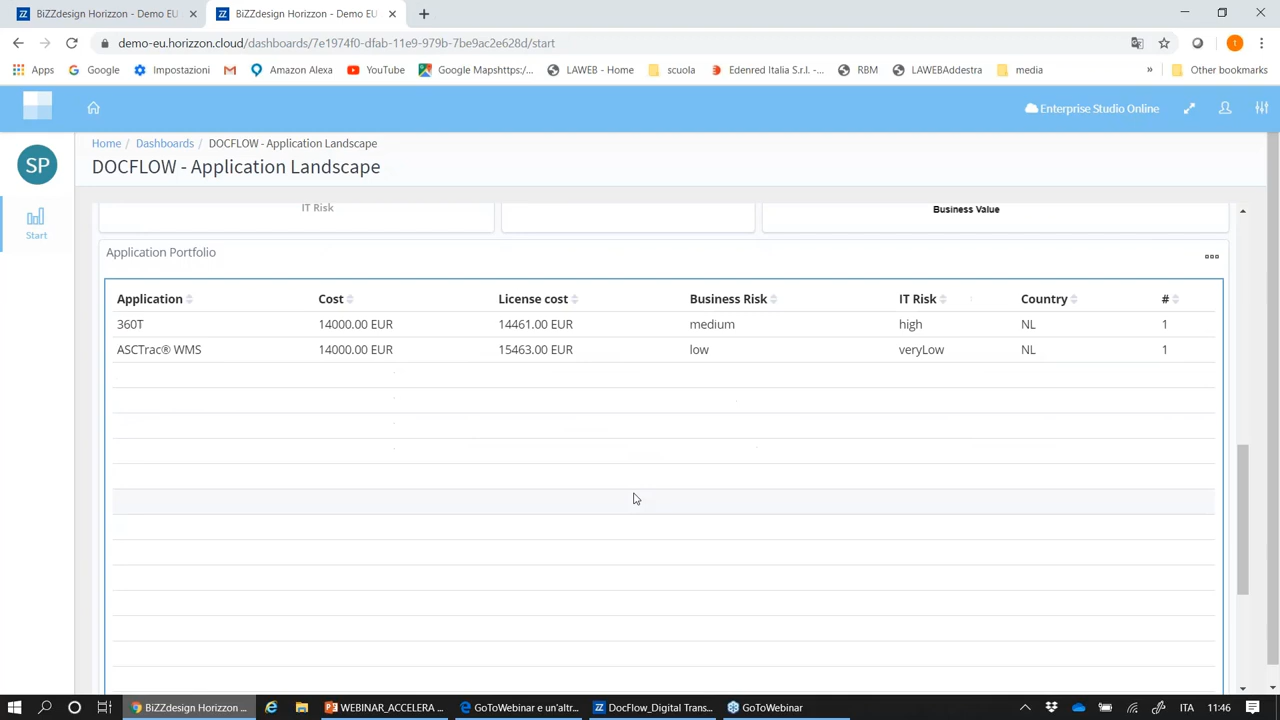 BiZZdesign Horizzon - Demo EU
BiZZdesign Horizzon - Demo EU
demo-eu.horizzon.cloud/dashboards/7e1974f0-dfab-11e9-979b-7be9ac2e628d/start
Apps Google Impostazioni Amazon Alexa YouTube Google Mapshttps:/... LAWEB - Home scuola Edenred Italia S.r.l. -... RBM LAWEBAddestra media » Other bookmarks
Enterprise Studio Online
Home / Dashboards / DOCFLOW - Application Landscape
DOCFLOW - Application Landscape
SP
Start
IT Risk
Business Value
Application Portfolio
Application Cost License cost Business Risk IT Risk Country #
360T 14000.00 EUR 14461.00 EUR medium high NL 1
ASCTrac® WMS 14000.00 EUR 15463.00 EUR low veryLow NL 1
BiZZdesign Horizzon ... WEBINAR_ACCELERA ... GoToWebinar e un'altr... DocFlow_Digital Trans... GoToWebinar ITA 11:46